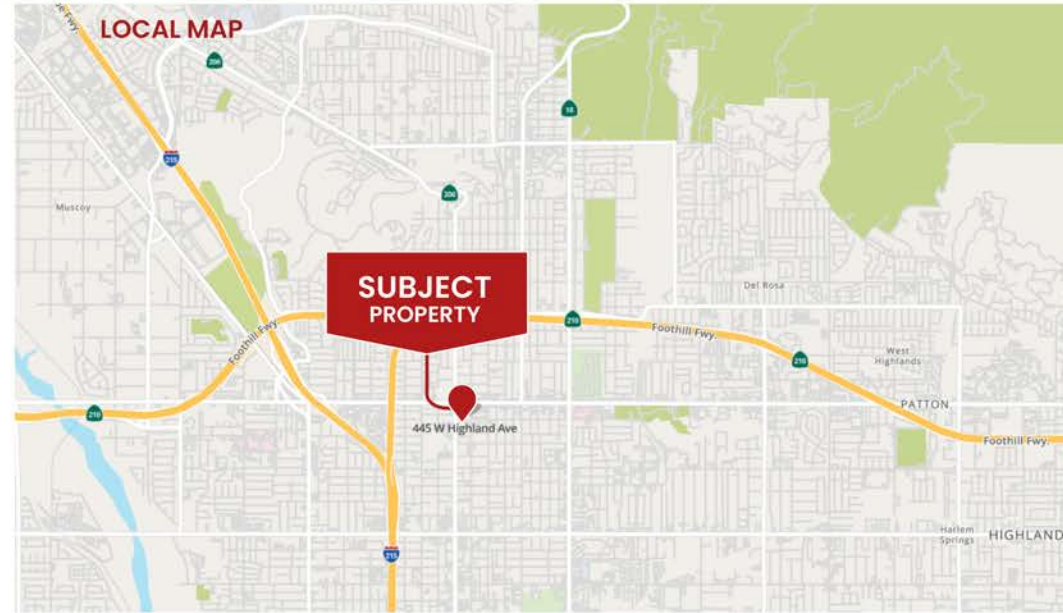 LOCAL MAP
206
18
215
206
Muscoy
SUBJECT
PROPERTY
Del Rosa
210
Foothill Fwy.
Foothill Fwy.
West
Highlands
210
PATTON
210
445 W Highland Ave
Foothill Fwy.
Harlem
Springs
HIGHLAND
215